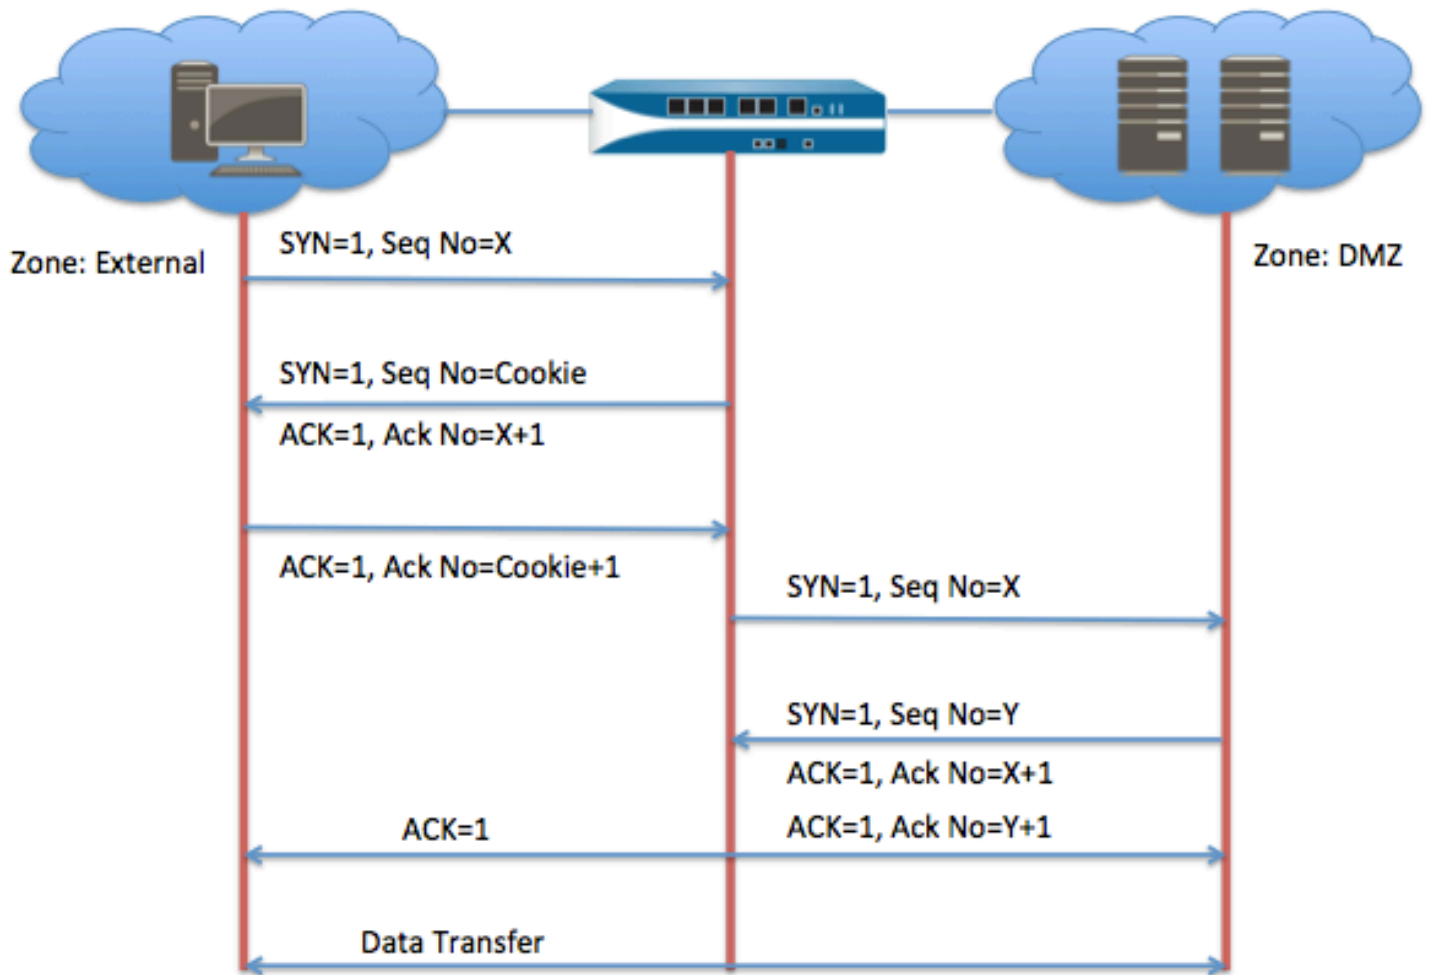 Zone: External
Zone: DMZ
SYN=1, Seq No=X
SYN=1, Seq No=Cookie
ACK=1, Ack No=X+1
ACK=1, Ack No=Cookie+1
SYN=1, Seq No=X
SYN=1, Seq No=Y
ACK=1, Ack No=X+1
ACK=1
ACK=1, Ack No=Y+1
Data Transfer